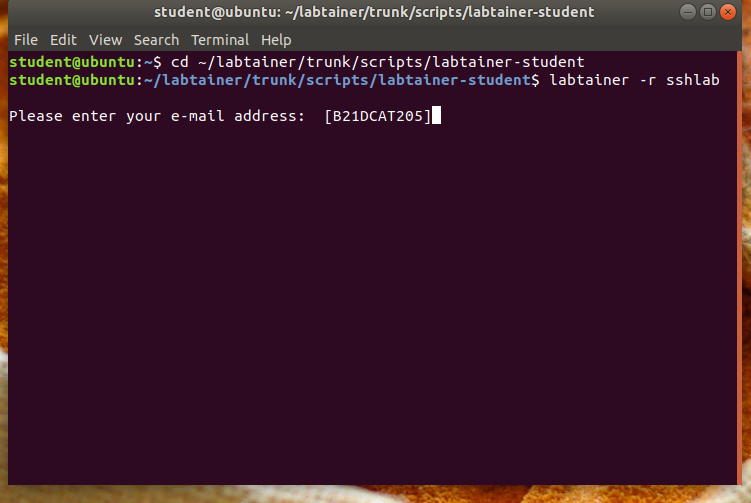 student@ubuntu: ~/labtainer/trunk/scripts/labtainer-student
File Edit View Search Terminal Help
student@ubuntu:~$ cd ~/labtainer/trunk/scripts/labtainer-student
student@ubuntu:~/labtainer/trunk/scripts/labtainer-student$ labtainer -r sshlab
Please enter your e-mail address:  [B21DCAT205]